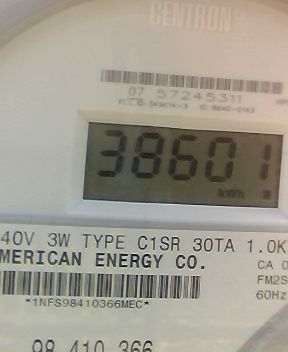 CENTRON
07 57245311
38601
kWh
40V 3W TYPE C1SR 30TA 1.0K
MERICAN ENERGY CO.
CA 0
FM2S
60Hz
*1NFS98410366MEC*
98 410 366